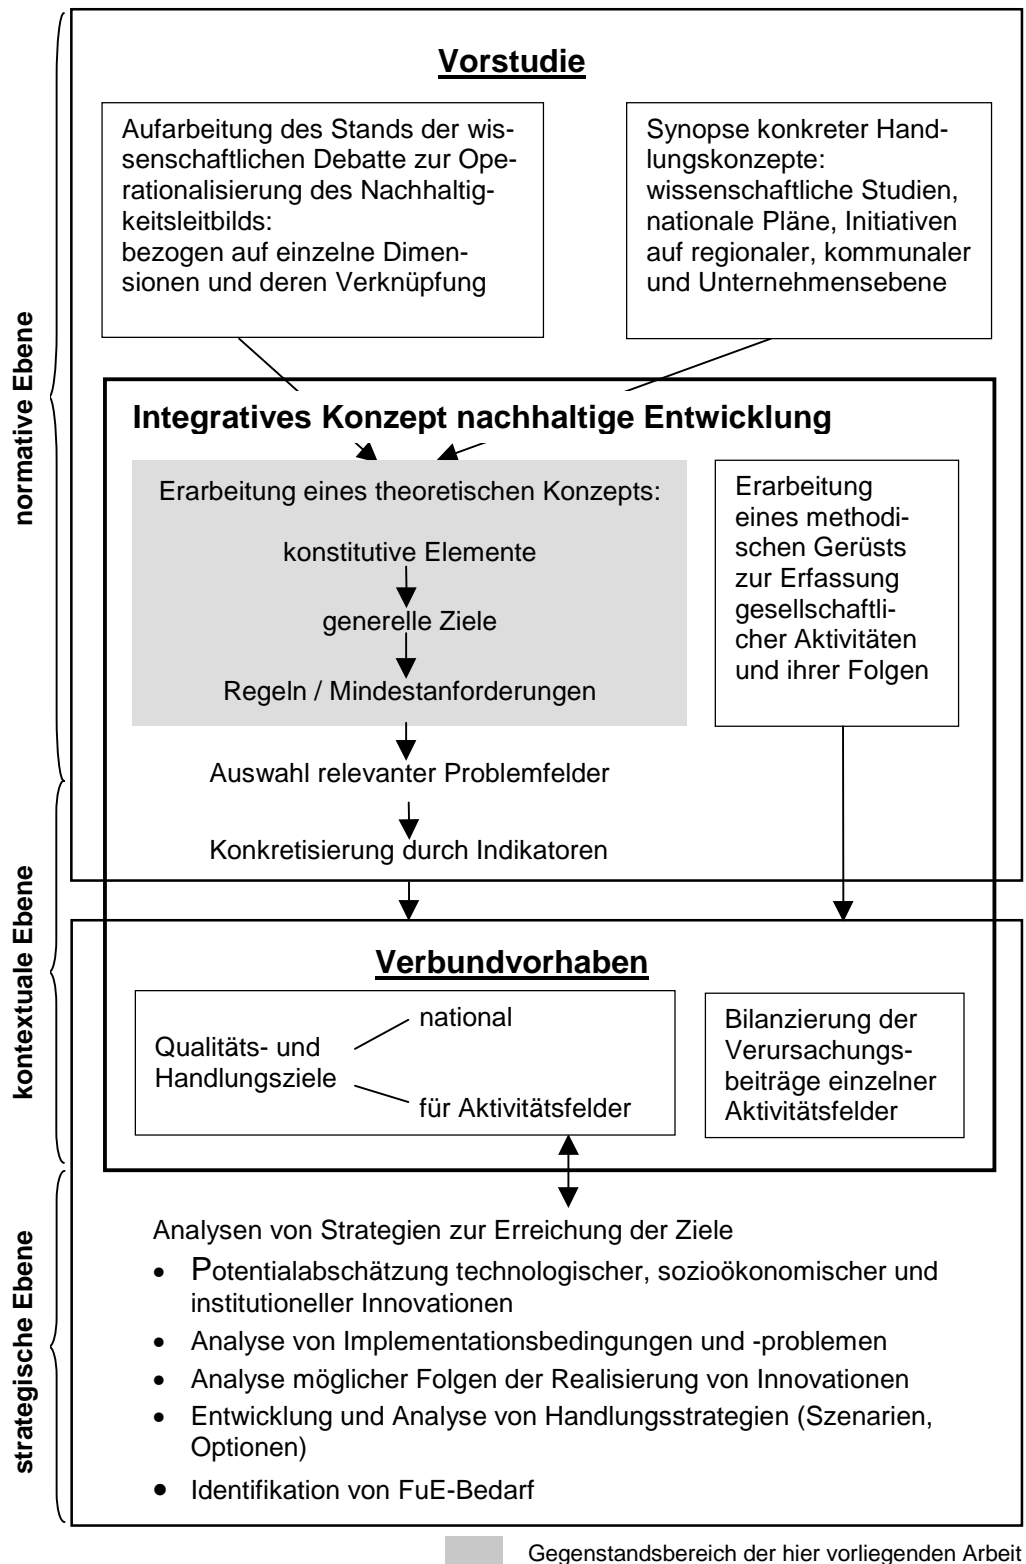 Vorstudie
Aufarbeitung des Stands der wis-
senschaftlichen Debatte zur Ope-
rationalisierung des Nachhaltig-
keitsleitbilds:
bezogen auf einzelne Dimen-
sionen und deren Verknüpfung
Synopse konkreter Hand-
lungskonzepte:
wissenschaftliche Studien,
nationale Pläne, Initiativen
auf regionaler, kommunaler
und Unternehmensebene
normative Ebene
Integratives Konzept nachhaltige Entwicklung
Erarbeitung eines theoretischen Konzepts:
konstitutive Elemente
generelle Ziele
Regeln / Mindestanforderungen
Erarbeitung
eines methodi-
schen Gerüsts
zur Erfassung
gesellschaftli-
cher Aktivitäten
und ihrer Folgen
Auswahl relevanter Problemfelder
Konkretisierung durch Indikatoren
kontextuale Ebene
Verbundvorhaben
Qualitäts- und
Handlungsziele
national
für Aktivitätsfelder
Bilanzierung der
Verursachungs-
beiträge einzelner
Aktivitätsfelder
strategische Ebene
Analysen von Strategien zur Erreichung der Ziele
• Potentialabschätzung technologischer, sozioökonomischer und
institutioneller Innovationen
• Analyse von Implementationsbedingungen und -problemen
• Analyse möglicher Folgen der Realisierung von Innovationen
• Entwicklung und Analyse von Handlungsstrategien (Szenarien,
Optionen)
• Identifikation von FuE-Bedarf
Gegenstandsbereich der hier vorliegenden Arbeit